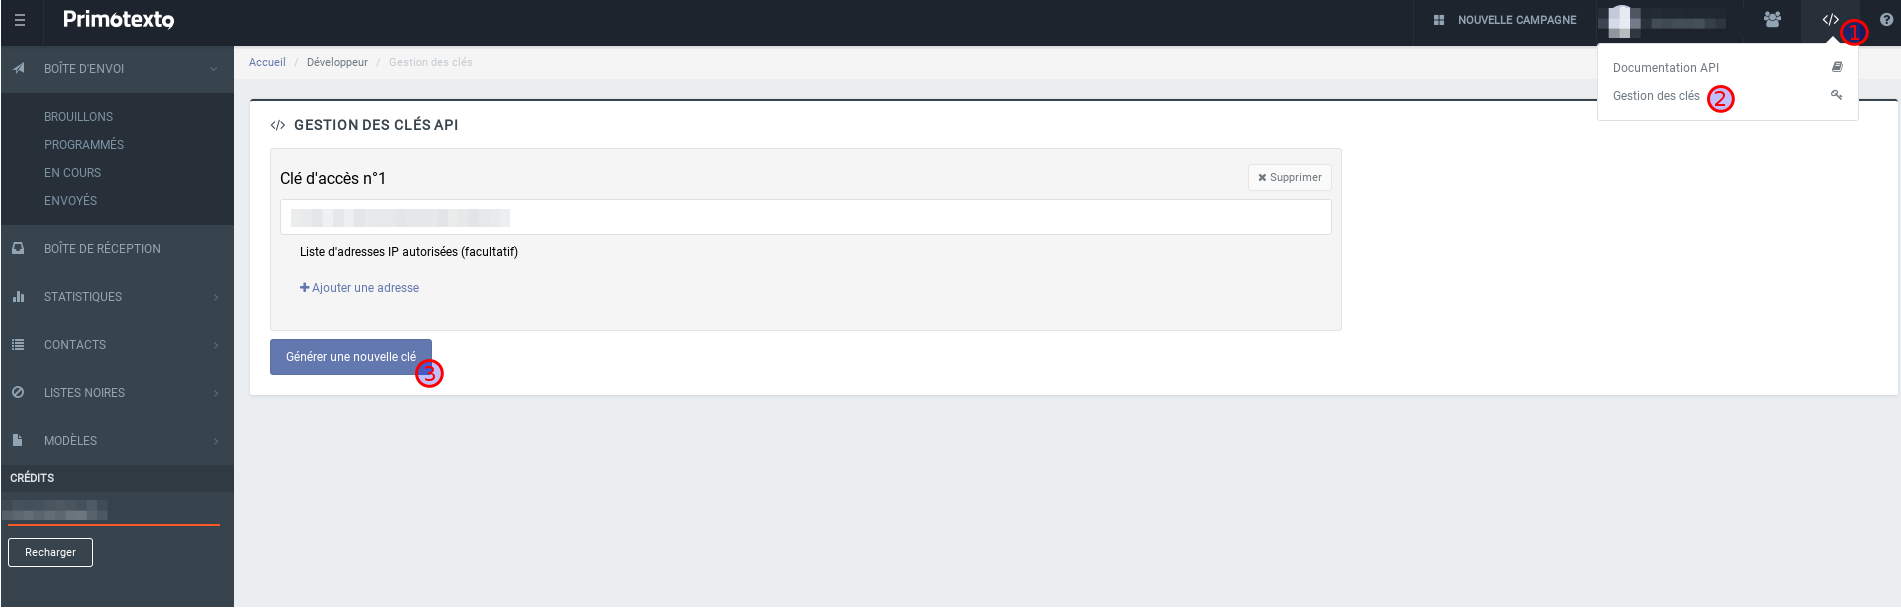 Primotexto
NOUVELLE CAMPAGNE
</>
1
?
Documentation API
Gestion des clés 2
BOÎTE D'ENVOI
BROUILLONS
PROGRAMMÉS
EN COURS
ENVOYÉS
BOÎTE DE RÉCEPTION
STATISTIQUES
CONTACTS
LISTES NOIRES
MODÈLES
CRÉDITS
Recharger
Accueil / Développeur / Gestion des clés
</> GESTION DES CLÉS API
Clé d'accès n°1
Supprimer
Liste d'adresses IP autorisées (facultatif)
+ Ajouter une adresse
Générer une nouvelle clé
3